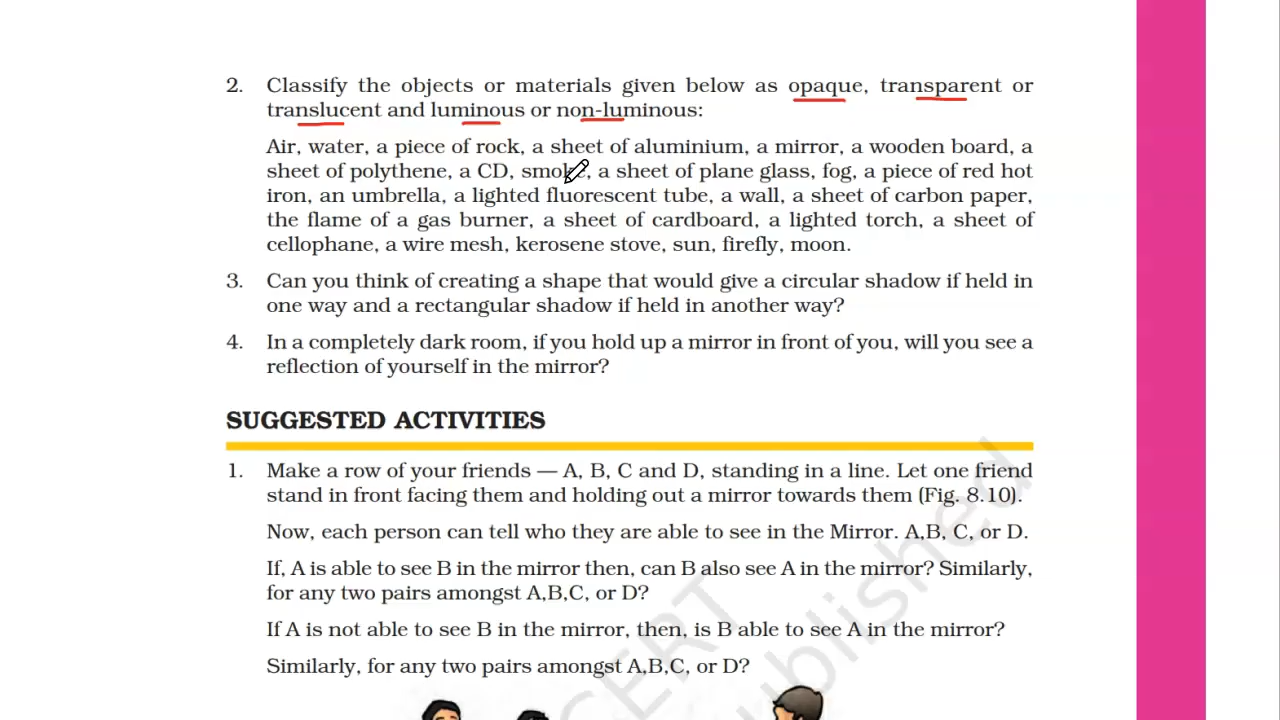 2. Classify the objects or materials given below as opaque, transparent or
translucent and luminous or non-luminous:
Air, water, a piece of rock, a sheet of aluminium, a mirror, a wooden board, a
sheet of polythene, a CD, smoke, a sheet of plane glass, fog, a piece of red hot
iron, an umbrella, a lighted fluorescent tube, a wall, a sheet of carbon paper,
the flame of a gas burner, a sheet of cardboard, a lighted torch, a sheet of
cellophane, a wire mesh, kerosene stove, sun, firefly, moon.
3. Can you think of creating a shape that would give a circular shadow if held in
one way and a rectangular shadow if held in another way?
4. In a completely dark room, if you hold up a mirror in front of you, will you see a
reflection of yourself in the mirror?
SUGGESTED ACTIVITIES
1. Make a row of your friends — A, B, C and D, standing in a line. Let one friend
stand in front facing them and holding out a mirror towards them (Fig. 8.10).
Now, each person can tell who they are able to see in the Mirror. A,B, C, or D.
If, A is able to see B in the mirror then, can B also see A in the mirror? Similarly,
for any two pairs amongst A,B,C, or D?
If A is not able to see B in the mirror, then, is B able to see A in the mirror?
Similarly, for any two pairs amongst A,B,C, or D?